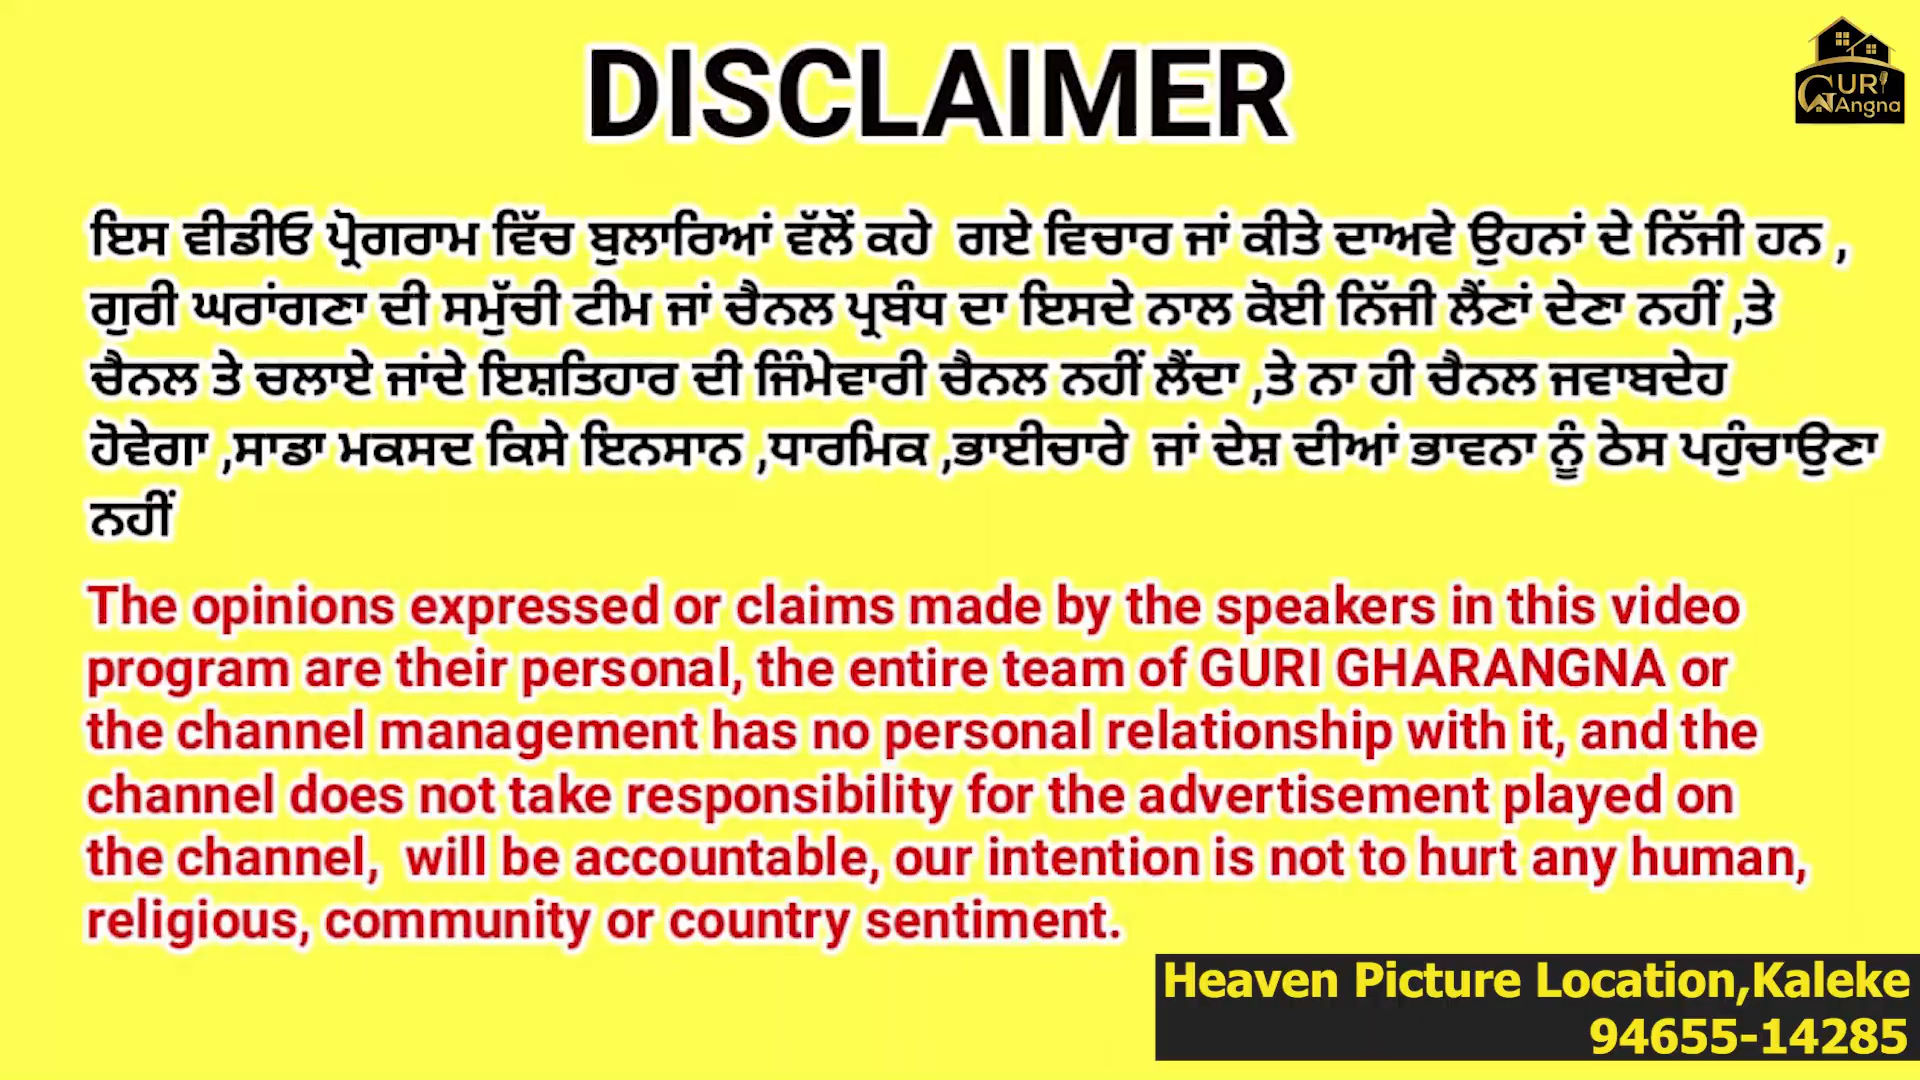 DISCLAIMER
GURI
Angna
ਇਸ ਵੀਡੀਓ ਪ੍ਰੋਗਰਾਮ ਵਿੱਚ ਬੁਲਾਰਿਆਂ ਵੱਲੋਂ ਕਹੇ  ਗਏ ਵਿਚਾਰ ਜਾਂ ਕੀਤੇ ਦਾਅਵੇ ਉਹਨਾਂ ਦੇ ਨਿੱਜੀ ਹਨ ,
ਗੁਰੀ ਘਰਾਂਗਣਾ ਦੀ ਸਮੁੱਚੀ ਟੀਮ ਜਾਂ ਚੈਨਲ ਪ੍ਰਬੰਧ ਦਾ ਇਸਦੇ ਨਾਲ ਕੋਈ ਨਿੱਜੀ ਲੈਂਣਾਂ ਦੇਣਾ ਨਹੀਂ ,ਤੇ
ਚੈਨਲ ਤੇ ਚਲਾਏ ਜਾਂਦੇ ਇਸ਼ਤਿਹਾਰ ਦੀ ਜਿੰਮੇਵਾਰੀ ਚੈਨਲ ਨਹੀਂ ਲੈਂਦਾ ,ਤੇ ਨਾ ਹੀ ਚੈਨਲ ਜਵਾਬਦੇਹ
ਹੋਵੇਗਾ ,ਸਾਡਾ ਮਕਸਦ ਕਿਸੇ ਇਨਸਾਨ ,ਧਾਰਮਿਕ ,ਭਾਈਚਾਰੇ  ਜਾਂ ਦੇਸ਼ ਦੀਆਂ ਭਾਵਨਾ ਨੂੰ ਠੇਸ ਪਹੁੰਚਾਉਣਾ
ਨਹੀਂ
The opinions expressed or claims made by the speakers in this video
program are their personal, the entire team of GURI GHARANGNA or
the channel management has no personal relationship with it, and the
channel does not take responsibility for the advertisement played on
the channel,  will be accountable, our intention is not to hurt any human,
religious, community or country sentiment.
Heaven Picture Location,Kaleke
94655-14285